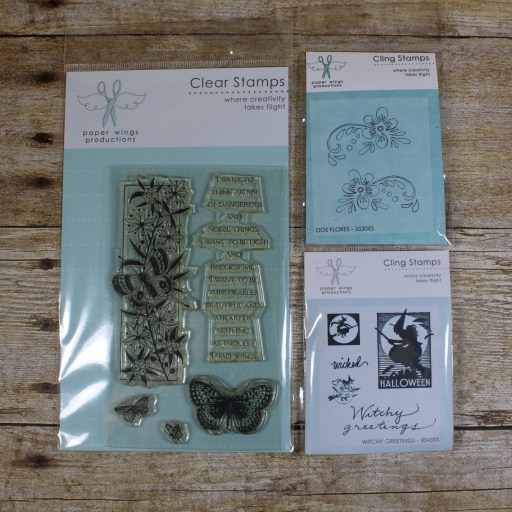 paper wings
productions
Clear Stamps
where creativity
takes flight
I WANT TO
THINK AGAIN
OF DANGEROUS
AND
NOBLE THINGS.
I WANT TO BE LIGHT
AND
FROLICSOME.
I WANT TO BE
IMPROBABLE
BEAUTIFUL AND
AFRAID OF
NOTHING
AS THOUGH I
HAD WINGS.
paper wings
productions
Cling Stamps
where creativity
takes flight
DOS FLORES - 3530XS
paper wings
productions
Cling Stamps
where creativity
takes flight
wicked
HALLOWEEN
Witchy
greetings